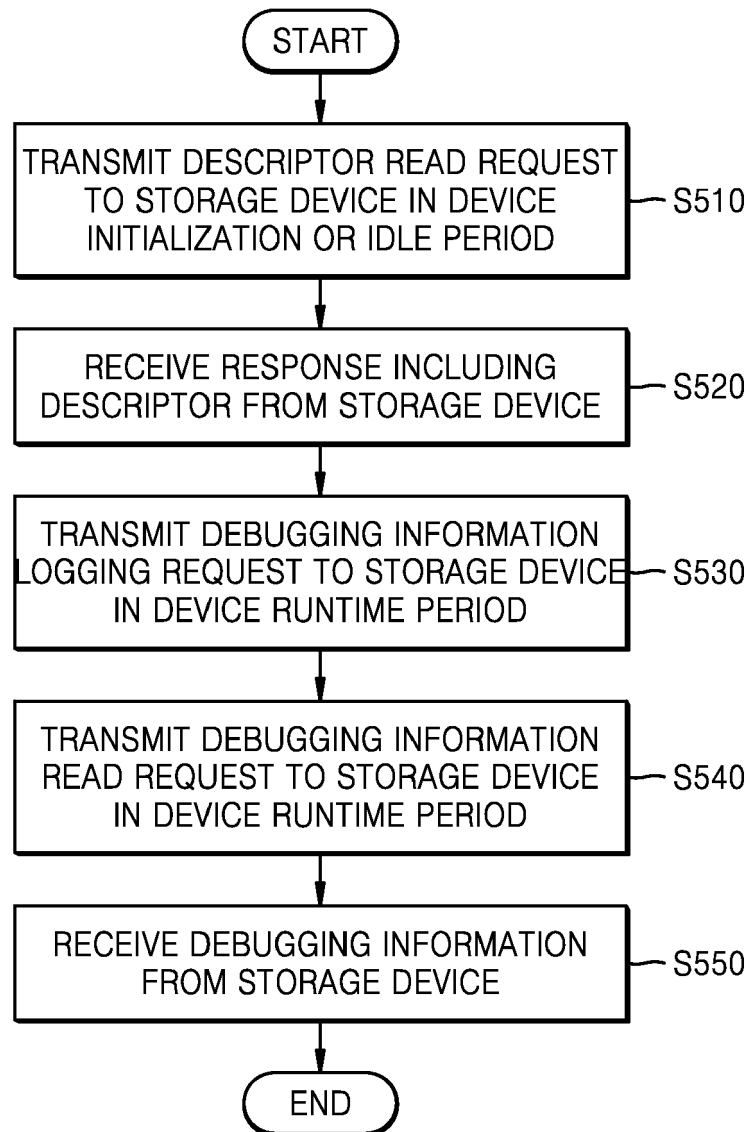 START
TRANSMIT DESCRIPTOR READ REQUEST
TO STORAGE DEVICE IN DEVICE
INITIALIZATION OR IDLE PERIOD
S510
RECEIVE RESPONSE INCLUDING
DESCRIPTOR FROM STORAGE DEVICE
S520
TRANSMIT DEBUGGING INFORMATION
LOGGING REQUEST TO STORAGE DEVICE
IN DEVICE RUNTIME PERIOD
S530
TRANSMIT DEBUGGING INFORMATION
READ REQUEST TO STORAGE DEVICE
IN DEVICE RUNTIME PERIOD
S540
RECEIVE DEBUGGING INFORMATION
FROM STORAGE DEVICE
S550
END